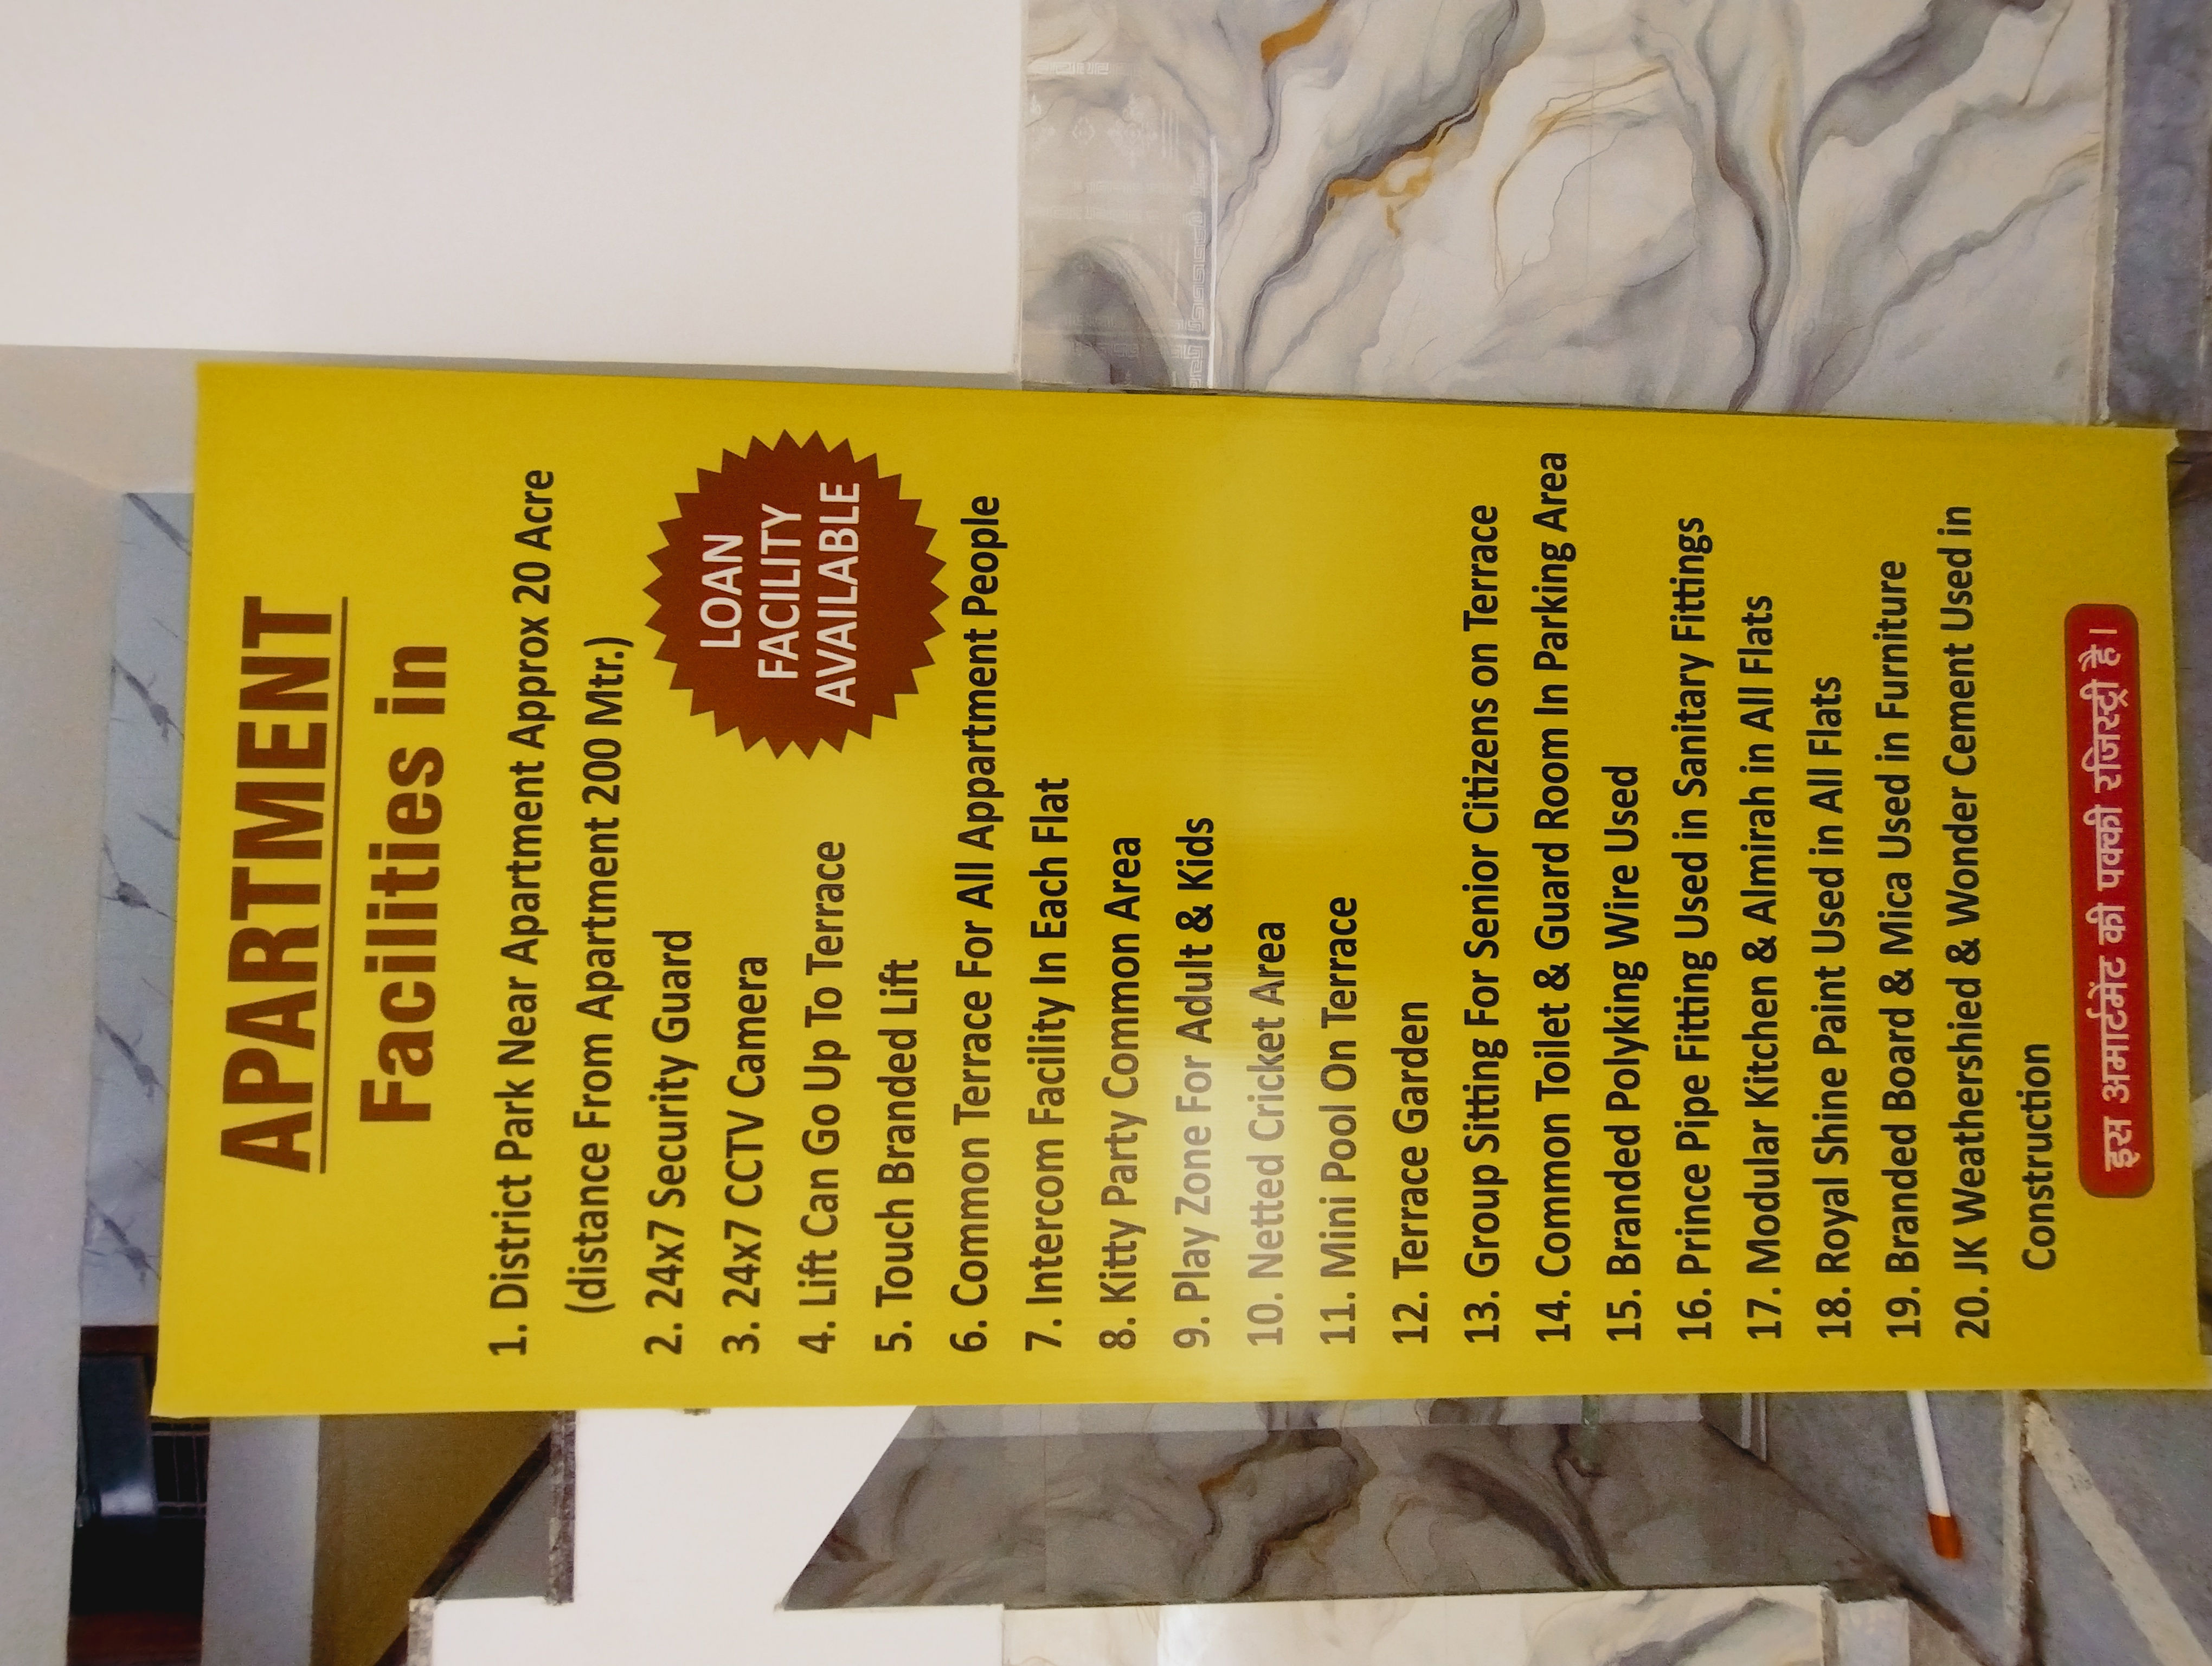 APARTMENT
Facilities in
1. District Park Near Apartment Approx 20 Acre
(distance From Apartment 200 Mtr.)
2. 24x7 Security Guard
3. 24x7 CCTV Camera
4. Lift Can Go Up To Terrace
5. Touch Branded Lift
LOAN
FACILITY
AVAILABLE
6. Common Terrace For All Appartment People
7. Intercom Facility In Each Flat
8. Kitty Party Common Area
9. Play Zone For Adult & Kids
10. Netted Cricket Area
11. Mini Pool On Terrace
12. Terrace Garden
13. Group Sitting For Senior Citizens on Terrace
14. Common Toilet & Guard Room In Parking Area
15. Branded Polyking Wire Used
16. Prince Pipe Fitting Used in Sanitary Fittings
17. Modular Kitchen & Almirah in All Flats
18. Royal Shine Paint Used in All Flats
19. Branded Board & Mica Used in Furniture
20. JK Weathershied & Wonder Cement Used in
Construction
इस अमार्टमेंट की पक्की रजिस्ट्री है।